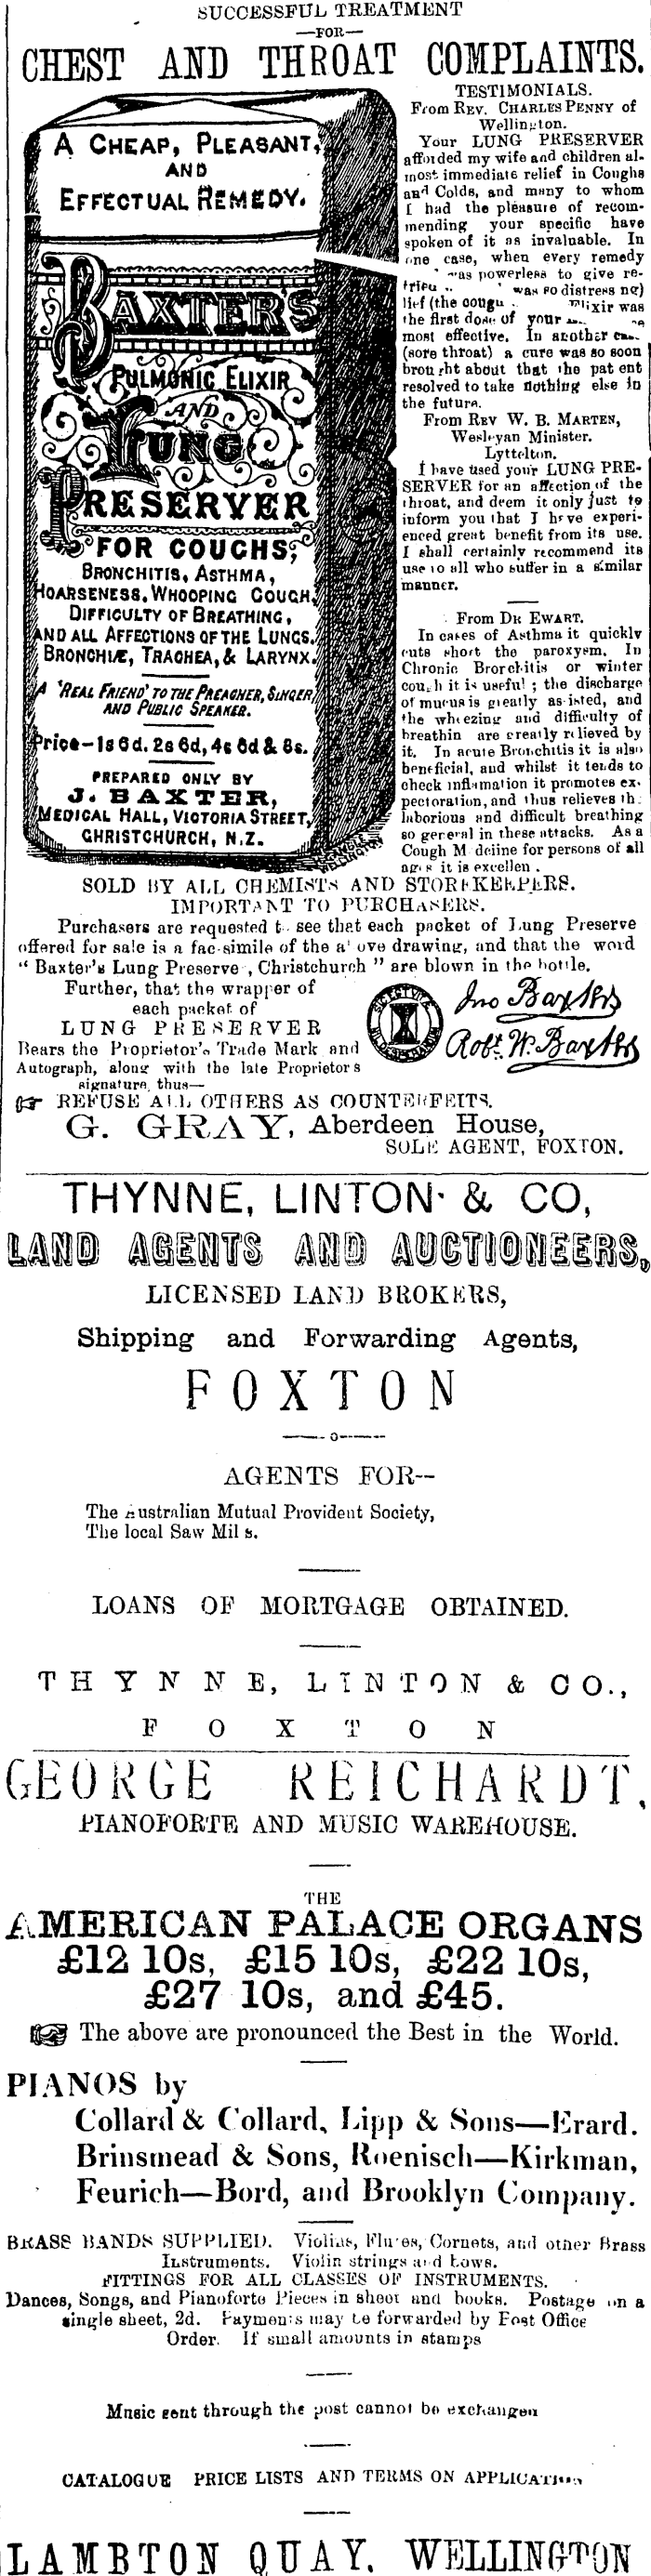 SUCCESSFUL TREATMENT
—FOR—
CHEST AND THROAT COMPLAINTS.
A CHEAP, PLEASANT,
AND
EFFECTUAL REMEDY.
BAXTER'S
PULMONIC ELIXIR
AND
LUNG
PRESERVER
FOR COUGHS,
BRONCHITIS, ASTHMA,
HOARSENESS, WHOOPING COUGH,
DIFFICULTY OF BREATHING,
AND ALL AFFECTIONS OF THE LUNGS,
BRONCHIÆ, TRACHEA, & LARYNX.
A 'REAL FRIEND' TO THE PREACHER, SINGER,
AND PUBLIC SPEAKER.
Price—1s 6d. 2s 6d, 4s 6d & 8s.
PREPARED ONLY BY
J. BAXTER,
MEDICAL HALL, VICTORIA STREET,
CHRISTCHURCH, N.Z.
TESTIMONIALS.
From REV. CHARLES PENNY of
Wellington.
Your LUNG PRESERVER
afforded my wife and children al-
most immediate relief in Coughs
and Colds, and many to whom
I had the pleasure of recom-
mending your specific have
spoken of it as invaluable. In
one case, when every remedy
was powerless to give re-
was so distress ng)
lief (the
the first dose of your
most effective. In another
(sore throat) a cure was so soon
brought about that the pat ent
resolved to take nothing else in
the future.
From REV W. B. MARTEN,
Wesleyan Minister.
Lyttelton.
I have used your LUNG PRE-
SERVER for an affection of the
throat, and deem it only just to
inform you that I have experi-
enced great benefit from its use.
I shall certainly recommend its
use to all who suffer in a similar
manner.
From DR EWART.
In cases of Asthma it quickly
cuts short the paroxysm. In
Chronic Bronchitis or winter
cough it is useful; the discharge
of mucus is greatly assisted, and
the wheezing and difficulty of
breathin are greatly relieved by
it. In acute Bronchitis it is also
beneficial, and whilst it tends to
check inflamation it promotes ex-
pectoration, and thus relieves th
laborious and difficult breathing
so general in these attacks. As a
Cough M deiine for persons of all
ages it is excellen .
SOLD BY ALL CHEMISTS AND STOREKEEPERS.
IMPORTANT TO PURCHASERS.
Purchasers are requested t see that each packet of Lung Preserve
offered for sale is a fac-simile of the above drawing, and that the word
" Baxter's Lung Preserve , Christchurch " are blown in the bottle.
Further, that the wrapper of
each packet of
LUNG PRESERVER
Bears the Proprietor's Trade Mark and
Autograph, along with the late Proprietor s
signature, thus—
Jno Baxter
Robt. W. Baxter
☞ REFUSE ALL OTHERS AS COUNTERFEITS.
G. GRAY, Aberdeen House,
SOLE AGENT, FOXTON.
THYNNE, LINTON & CO,
LAND AGENTS AND AUCTIONEERS,
LICENSED LAND BROKERS,
Shipping and Forwarding Agents,
FOXTON
——o——
AGENTS FOR—
The Australian Mutual Provident Society,
The local Saw Mil s.
LOANS OF MORTGAGE OBTAINED.
THYNNE, LINTON & CO.,
FOXTON
GEORGE REICHARDT,
PIANOFORTE AND MUSIC WAREHOUSE.
THE
AMERICAN PALACE ORGANS
£12 10s, £15 10s, £22 10s,
£27 10s, and £45.
☞ The above are pronounced the Best in the World.
PIANOS by
Collard & Collard, Lipp & Sons—Erard.
Brinsmead & Sons, Roenisch—Kirkman,
Feurich—Bord, and Brooklyn Company.
BRASS BANDS SUPPLIED. Violins, Flutes, Cornets, and other Brass
Instruments. Violin strings and bows.
FITTINGS FOR ALL CLASSES OF INSTRUMENTS.
Dances, Songs, and Pianoforte Pieces in sheet and books. Postage on a
single sheet, 2d. Payments may be forwarded by Post Office
Order. If small amounts in stamps
Music sent through the post cannot be exchanged
CATALOGUE PRICE LISTS AND TERMS ON APPLICATION
LAMBTON QUAY, WELLINGTON